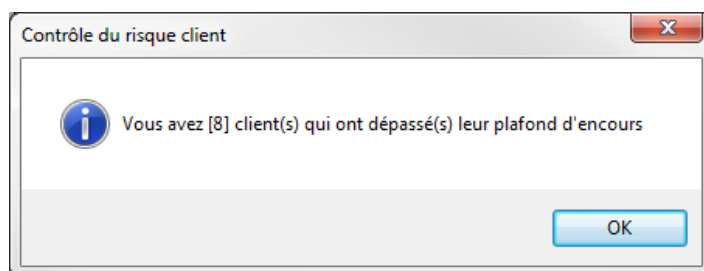 Contrôle du risque client
Vous avez [8] client(s) qui ont dépassé(s) leur plafond d'encours
OK